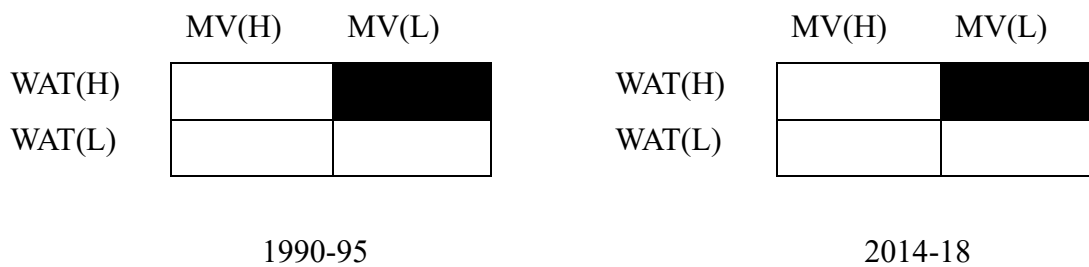 MV(H) MV(L) MV(H) MV(L)
WAT(H) WAT(H)
WAT(L) WAT(L)
1990-95 2014-18